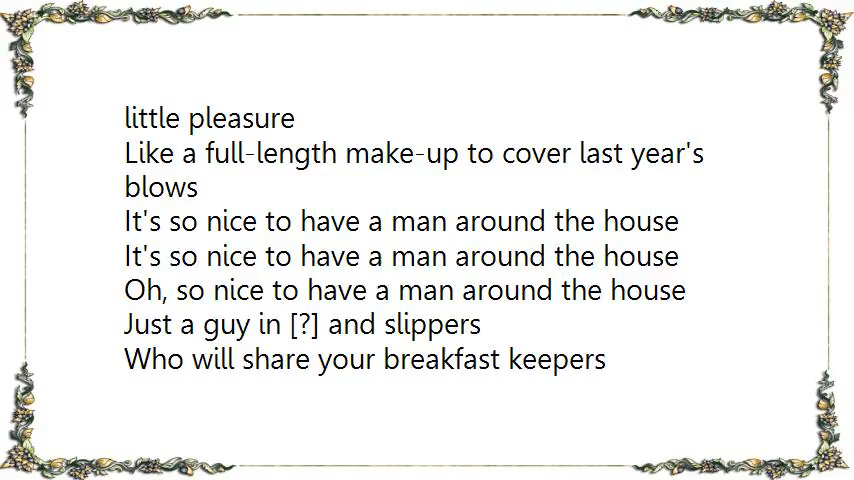 little pleasure
Like a full-length make-up to cover last year's
blows
It's so nice to have a man around the house
It's so nice to have a man around the house
Oh, so nice to have a man around the house
Just a guy in [?] and slippers
Who will share your breakfast keepers